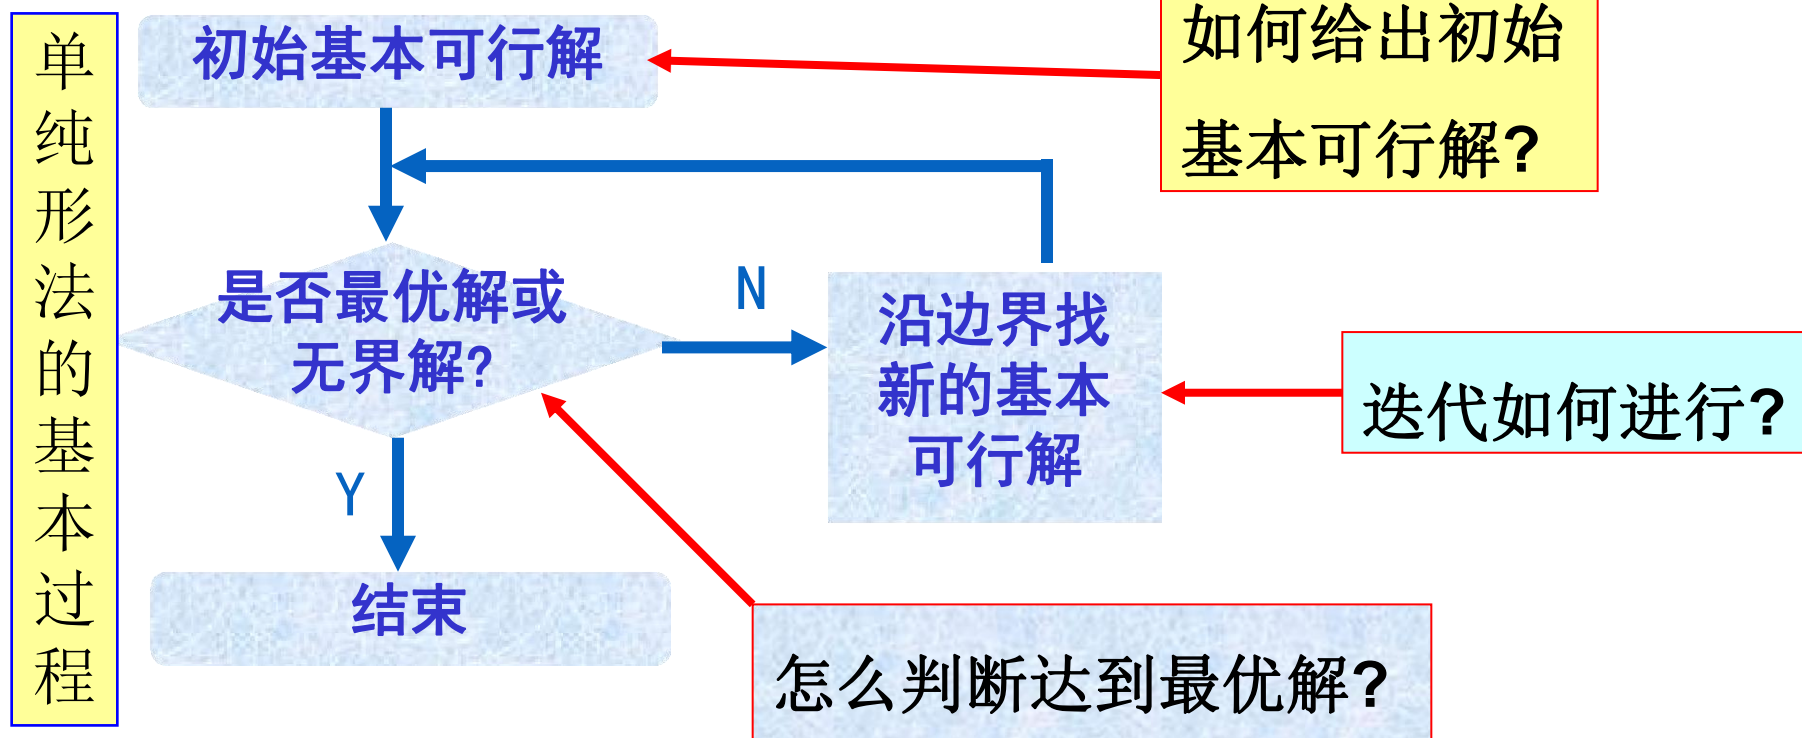 单纯形法的基本过程
初始基本可行解
如何给出初始
基本可行解?
是否最优解或
无界解?
N
沿边界找
新的基本
可行解
迭代如何进行?
Y
结束
怎么判断达到最优解?